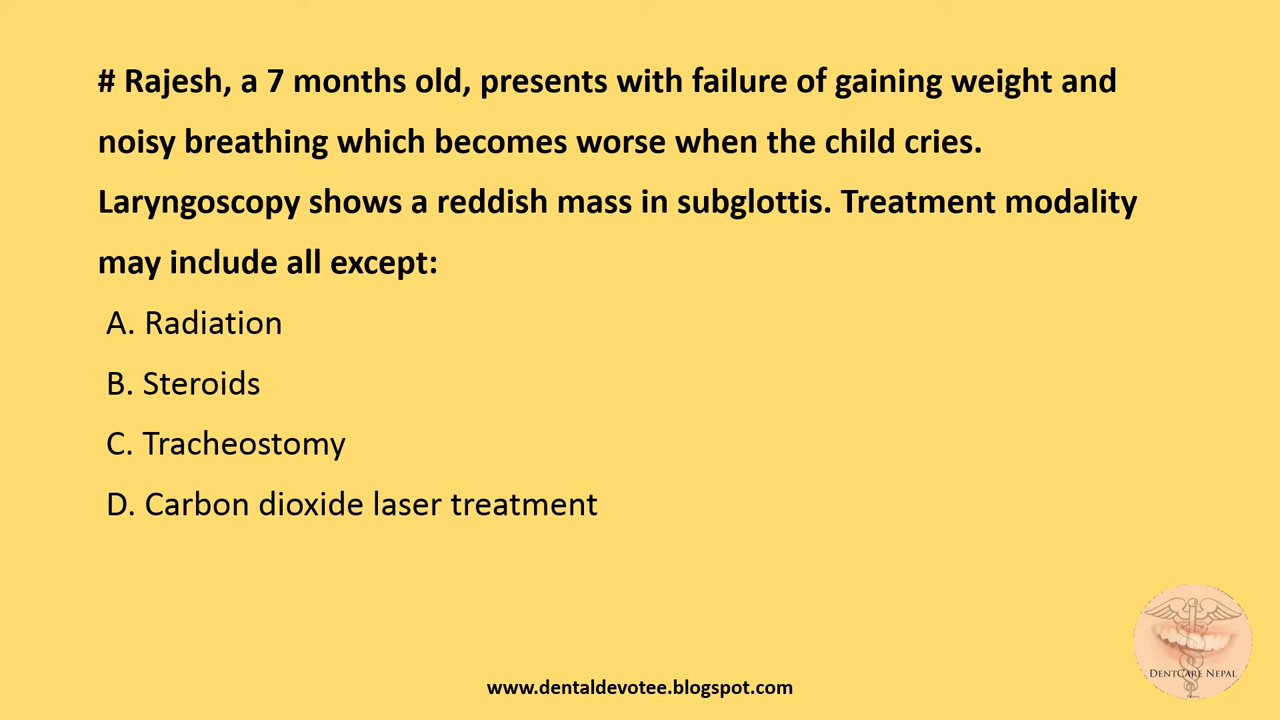 # Rajesh, a 7 months old, presents with failure of gaining weight and
noisy breathing which becomes worse when the child cries.
Laryngoscopy shows a reddish mass in subglottis. Treatment modality
may include all except:
A. Radiation
B. Steroids
C. Tracheostomy
D. Carbon dioxide laser treatment
DENTCARE NEPAL
www.dentaldevotee.blogspot.com